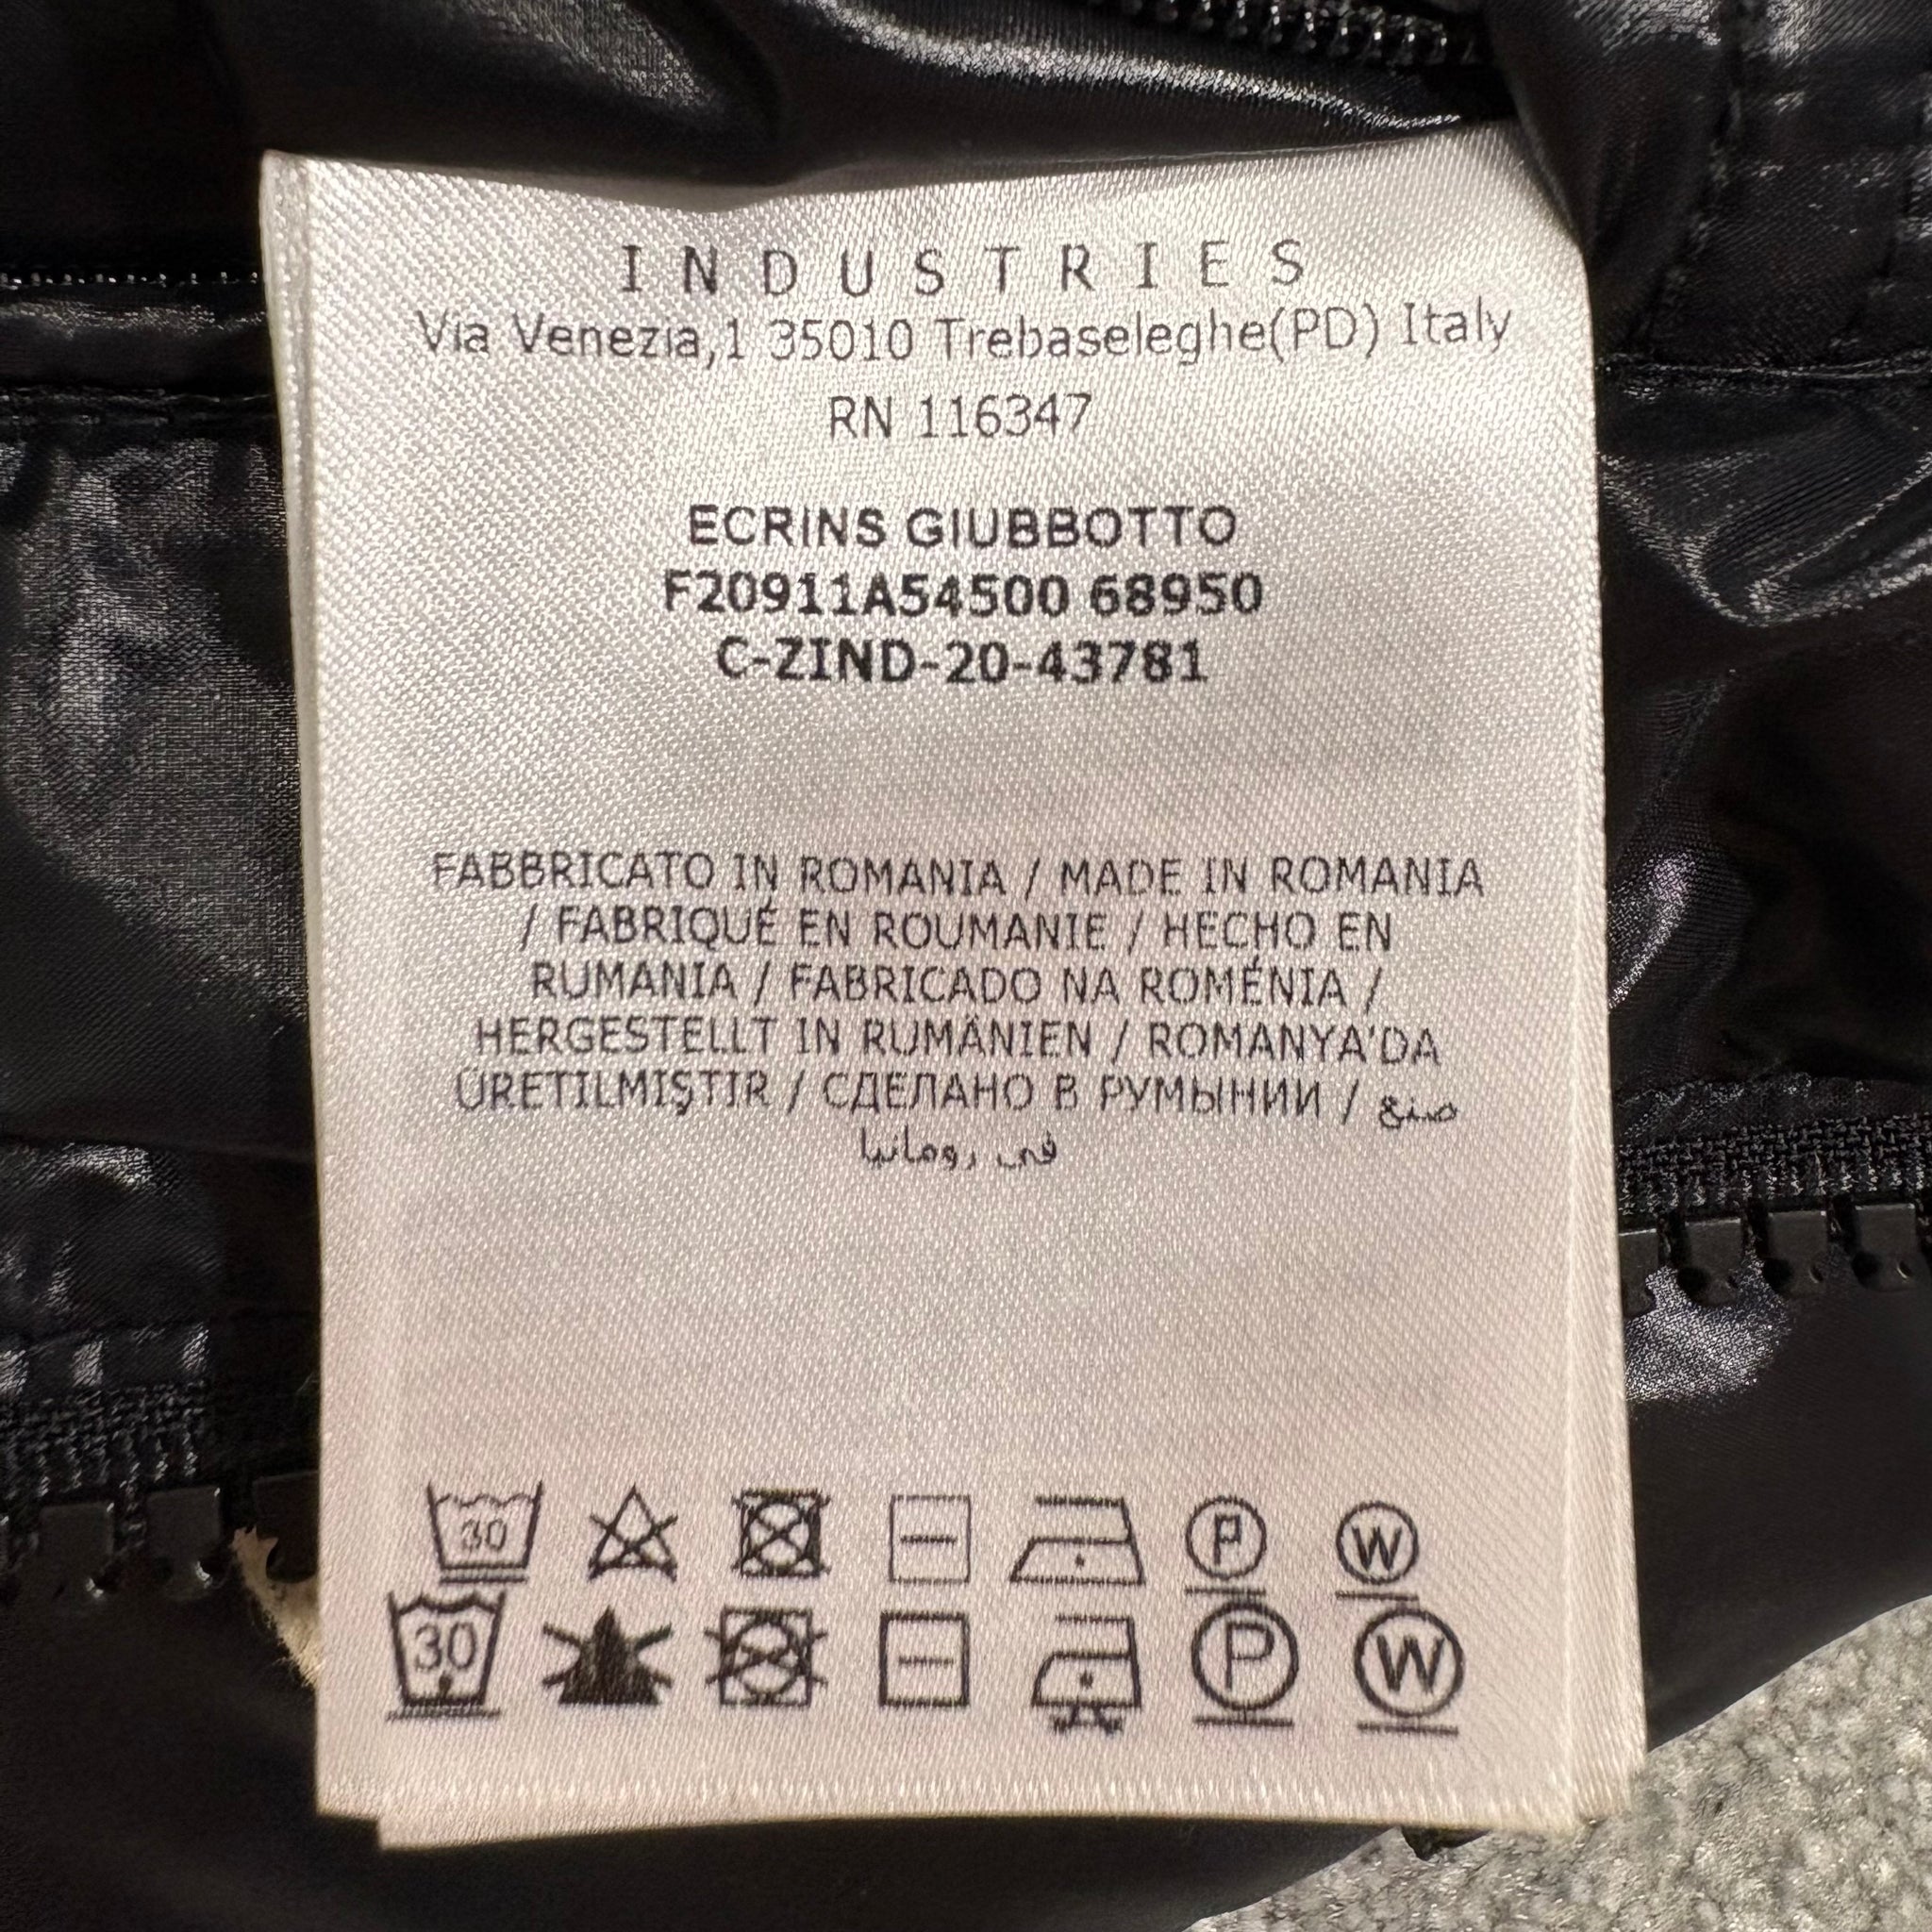 INDUSTRIES
Via Venezia,1 35010 Trebaseleghe(PD) Italy
RN 116347
ECRINS GIUBBOTTO
F20911A54500 68950
C-ZIND-20-43781
FABBRICATO IN ROMANIA / MADE IN ROMANIA
/ FABRIQUÉ EN ROUMANIE / HECHO EN
RUMANIA / FABRICADO NA ROMÉNIA /
HERGESTELLT IN RUMÄNIEN / ROMANYA'DA
ÜRETILMIŞTIR / СДЕЛАНО В РУМЫНИИ / صنع
في رومانيا
30 P W
30 P W